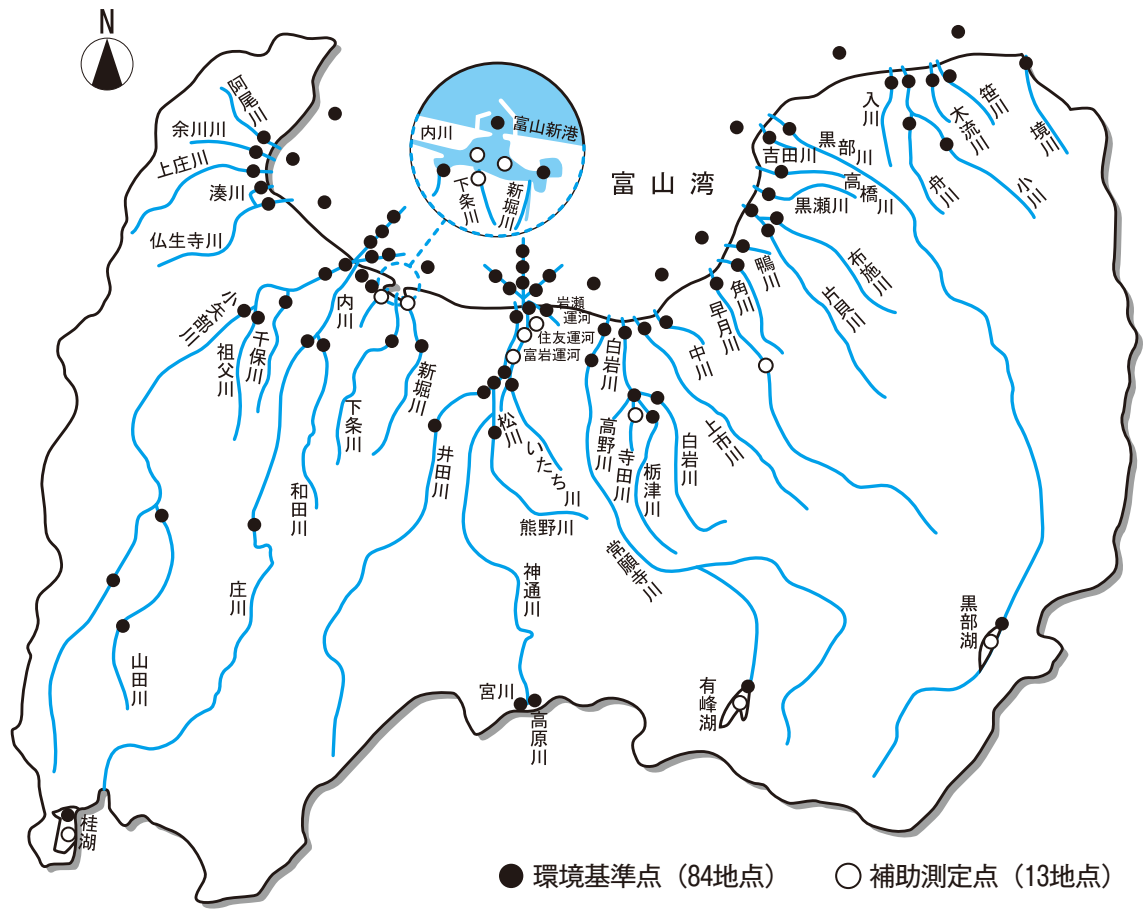 N
阿尾川
余川川
上庄川
湊川
仏生寺川
内川
富山新港
下条川
新堀川
富山湾
入川
木流川
笹川
境川
舟川
小川
黒部川
吉田川
高橋川
黒瀬川
布施川
片貝川
鴨川
角川
早月川
中川
上市川
白岩川
岩瀬
運河
住友運河
富岩運河
小矢部川
祖父川
千保川
内川
下条川
新堀川
和田川
庄川
山田川
井田川
松川
いたち川
熊野川
神通川
宮川
高原川
高野川
寺田川
栃津川
白岩川
常願寺川
有峰湖
黒部湖
桂湖
環境基準点（84地点）
補助測定点（13地点）